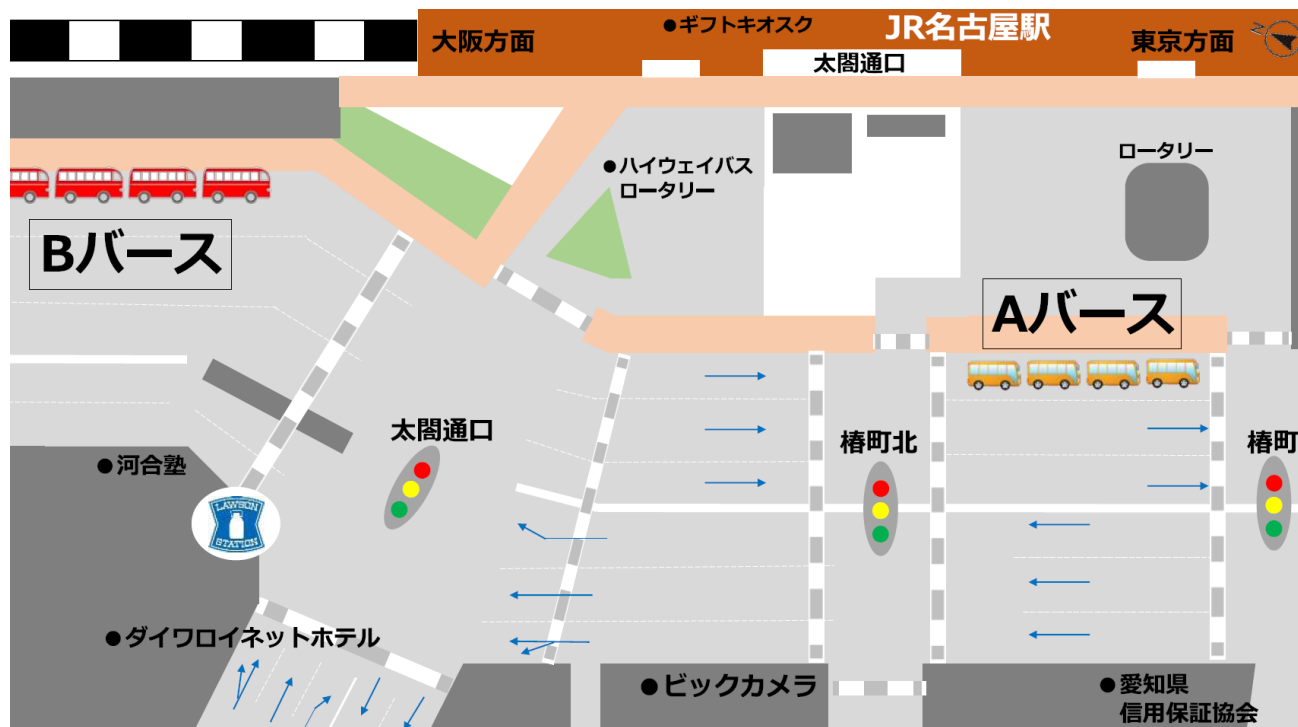 大阪方面
●ギフトキオスク
JR名古屋駅
太閤通口
東京方面
N
●ハイウェイバス
ロータリー
ロータリー
Bバース
Aバース
太閤通口
椿町北
椿町
●河合塾
LAWSON
STATION
●ダイワロイネットホテル
●ビックカメラ
●愛知県
信用保証協会